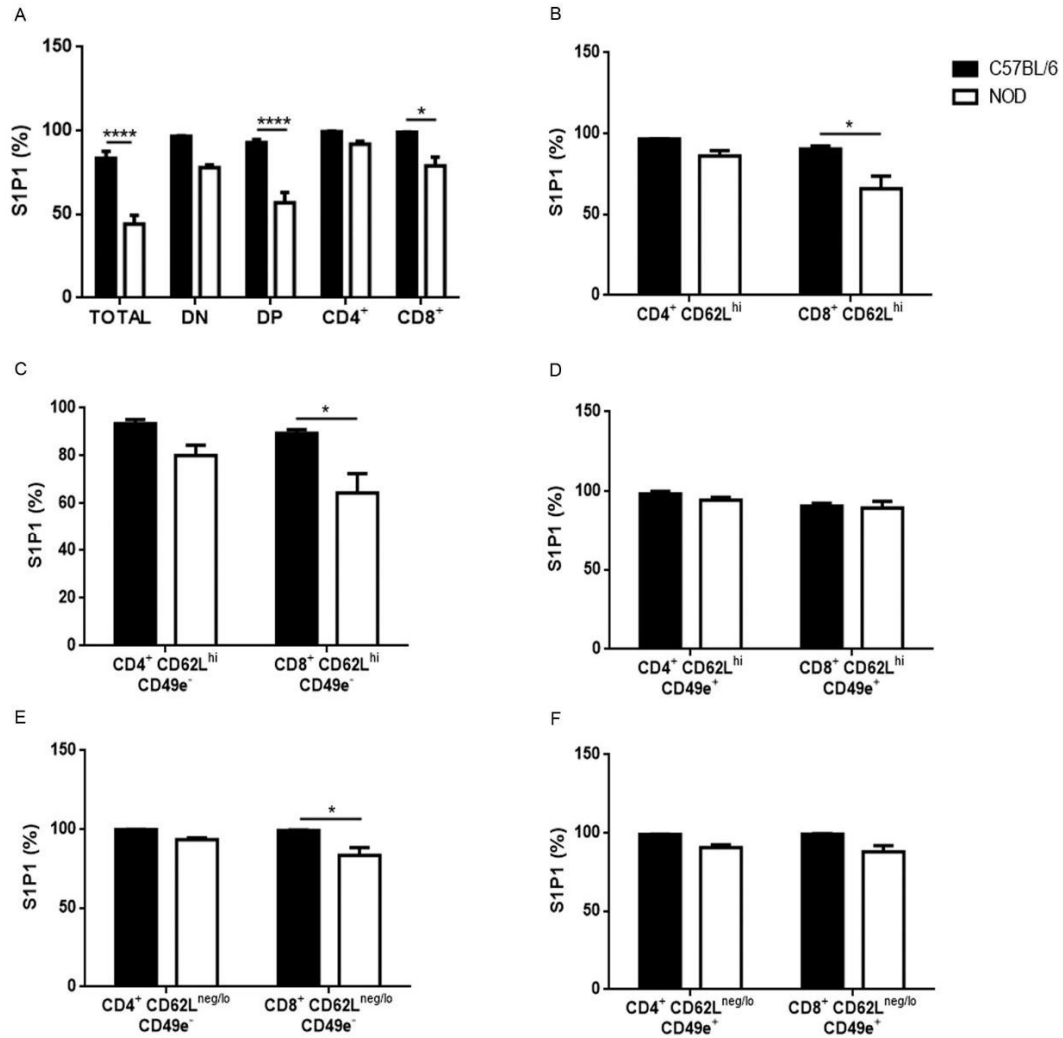 A
150
100
50
0
S1P1 (%)
****
****
*
TOTAL DN DP CD4⁺ CD8⁺
B
150
100
50
0
S1P1 (%)
*
CD4⁺ CD62Lʰⁱ CD8⁺ CD62Lʰⁱ
C57BL/6
NOD
C
100
80
60
40
20
0
S1P1 (%)
*
CD4⁺ CD62Lʰⁱ CD8⁺ CD62Lʰⁱ
CD49e⁻ CD49e⁻
D
150
100
50
0
S1P1 (%)
CD4⁺ CD62Lʰⁱ CD8⁺ CD62Lʰⁱ
CD49e⁺ CD49e⁺
E
150
100
50
0
S1P1 (%)
*
CD4⁺ CD62Lⁿᵉᵍ/ˡᵒ CD8⁺ CD62Lⁿᵉᵍ/ˡᵒ
CD49e⁻ CD49e⁻
F
150
100
50
0
S1P1 (%)
CD4⁺ CD62Lⁿᵉᵍ/ˡᵒ CD8⁺ CD62Lⁿᵉᵍ/ˡᵒ
CD49e⁺ CD49e⁺